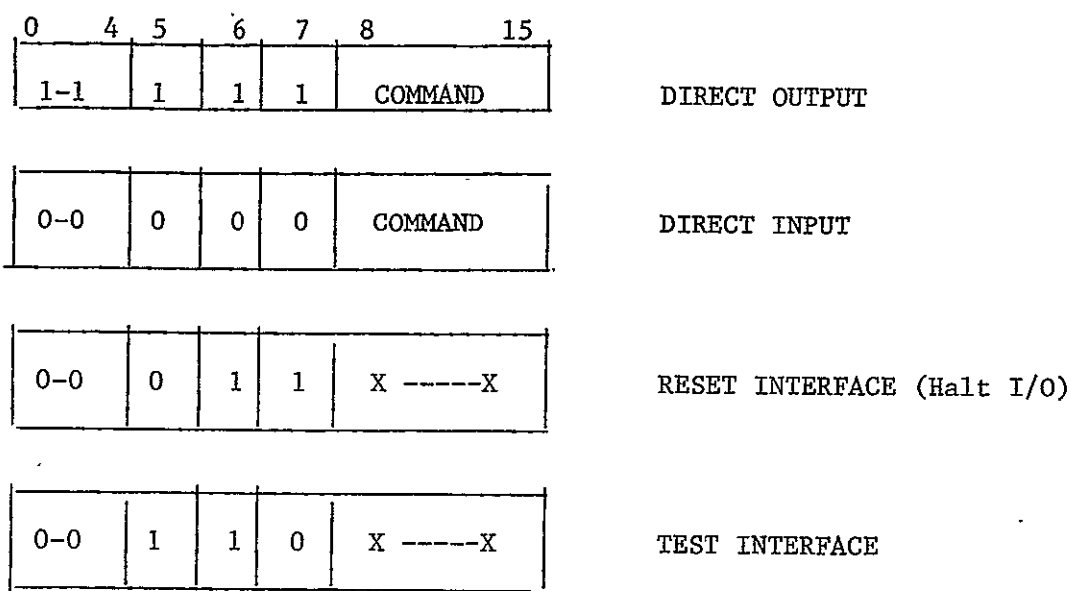 0 4 5 6 7 8 15
1-1 1 1 1 COMMAND DIRECT OUTPUT
0-0 0 0 0 COMMAND DIRECT INPUT
0-0 0 1 1 X -----X RESET INTERFACE (Halt I/O)
0-0 1 1 0 X -----X TEST INTERFACE